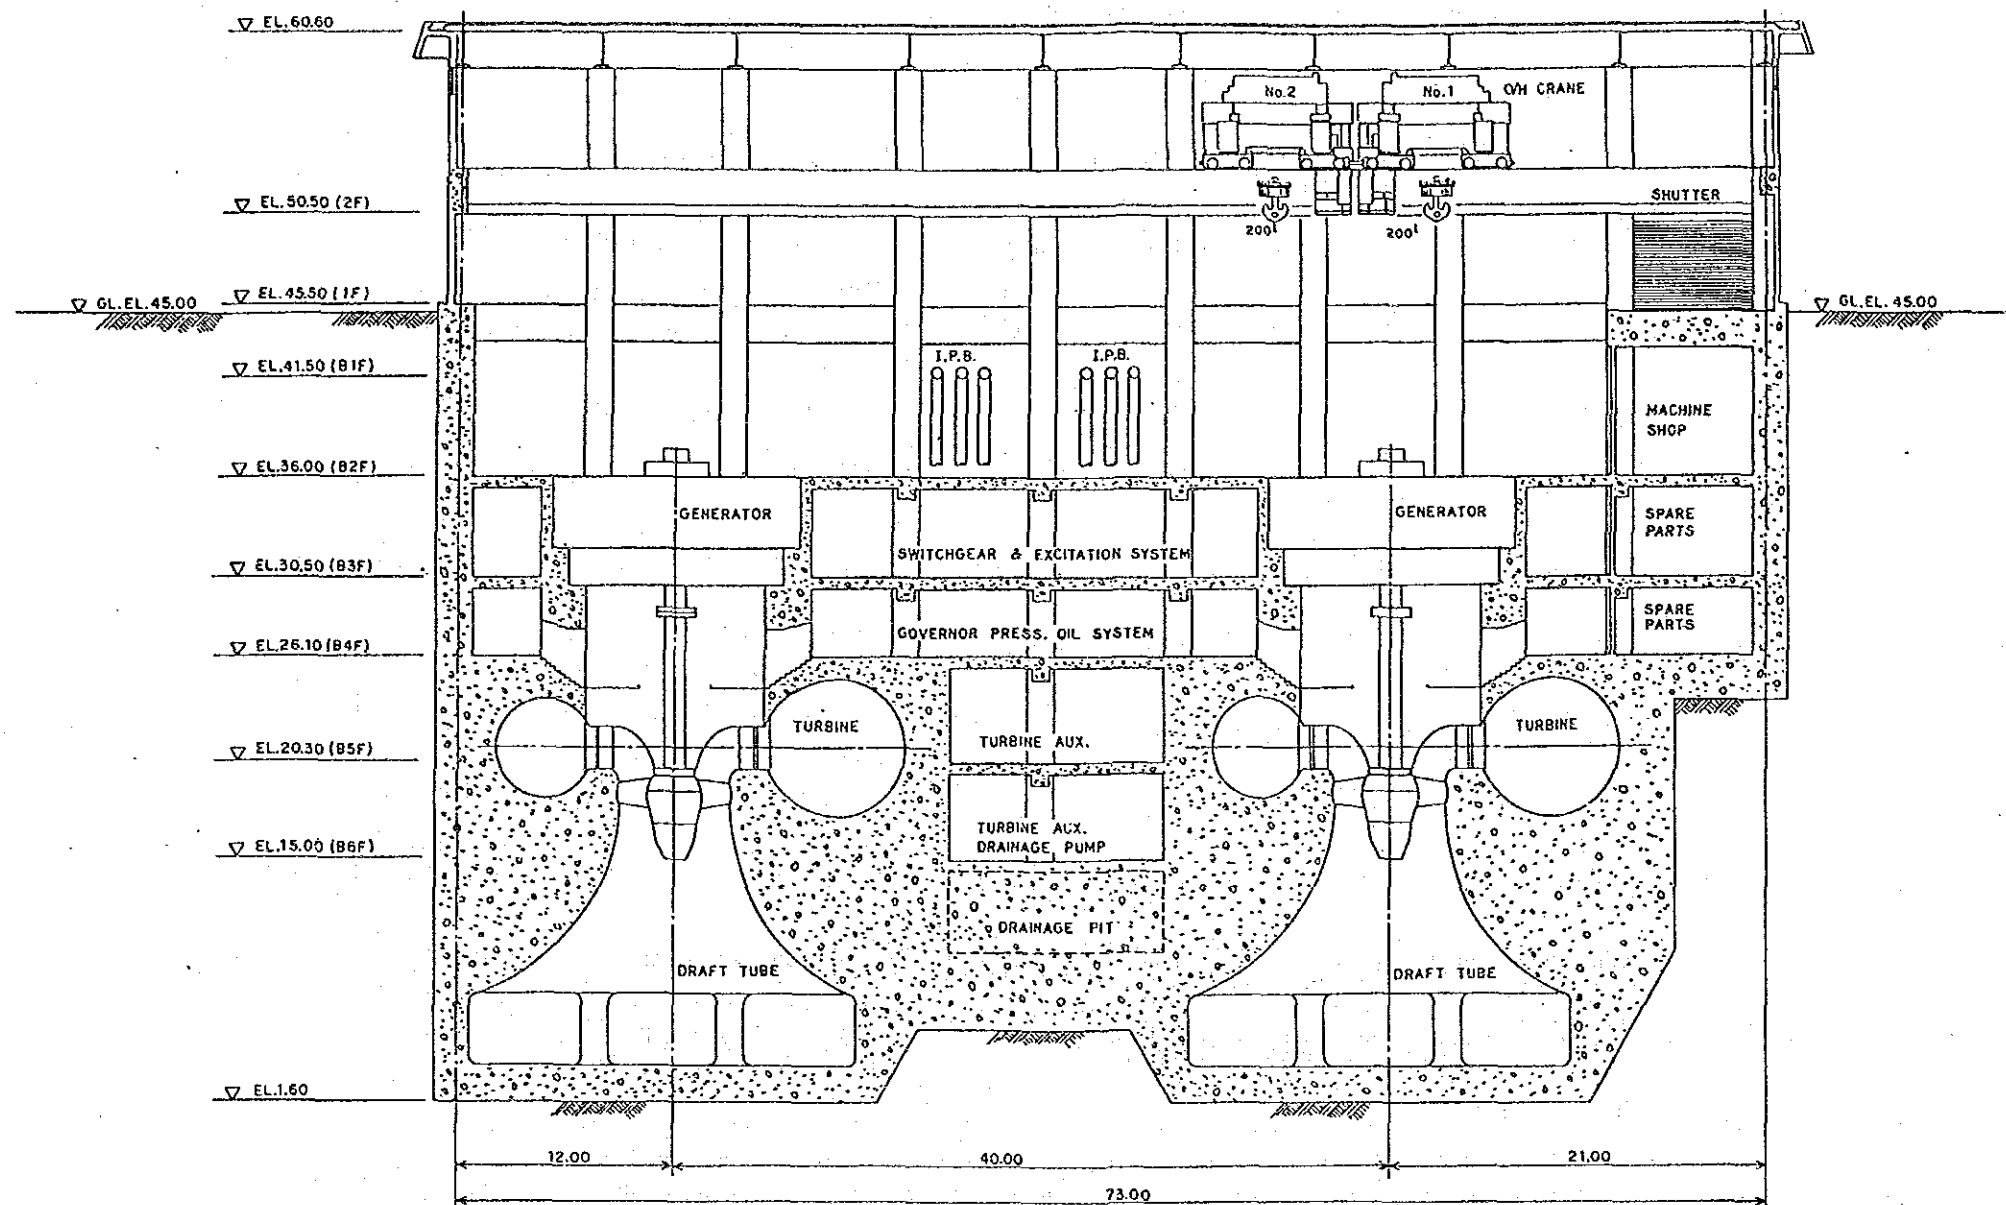 ▽ EL.60.60
No.2
No.1
O/H CRANE
▽ EL.50.50 (2F)
SHUTTER
200t
200t
▽ GL.EL.45.00
▽ EL.45.50 (1F)
▽ GL.EL.45.00
▽ EL.41.50 (B1F)
I.P.B.
I.P.B.
MACHINE
SHOP
▽ EL.36.00 (B2F)
GENERATOR
GENERATOR
SPARE
PARTS
SWITCHGEAR & EXCITATION SYSTEM
▽ EL.30.50 (B3F)
SPARE
PARTS
GOVERNOR PRESS. OIL SYSTEM
▽ EL.26.10 (B4F)
TURBINE
TURBINE
TURBINE AUX.
▽ EL.20.30 (B5F)
TURBINE AUX.
DRAINAGE PUMP
▽ EL.15.00 (B6F)
DRAINAGE PIT
DRAFT TUBE
DRAFT TUBE
▽ EL.1.60
12.00
40.00
21.00
73.00